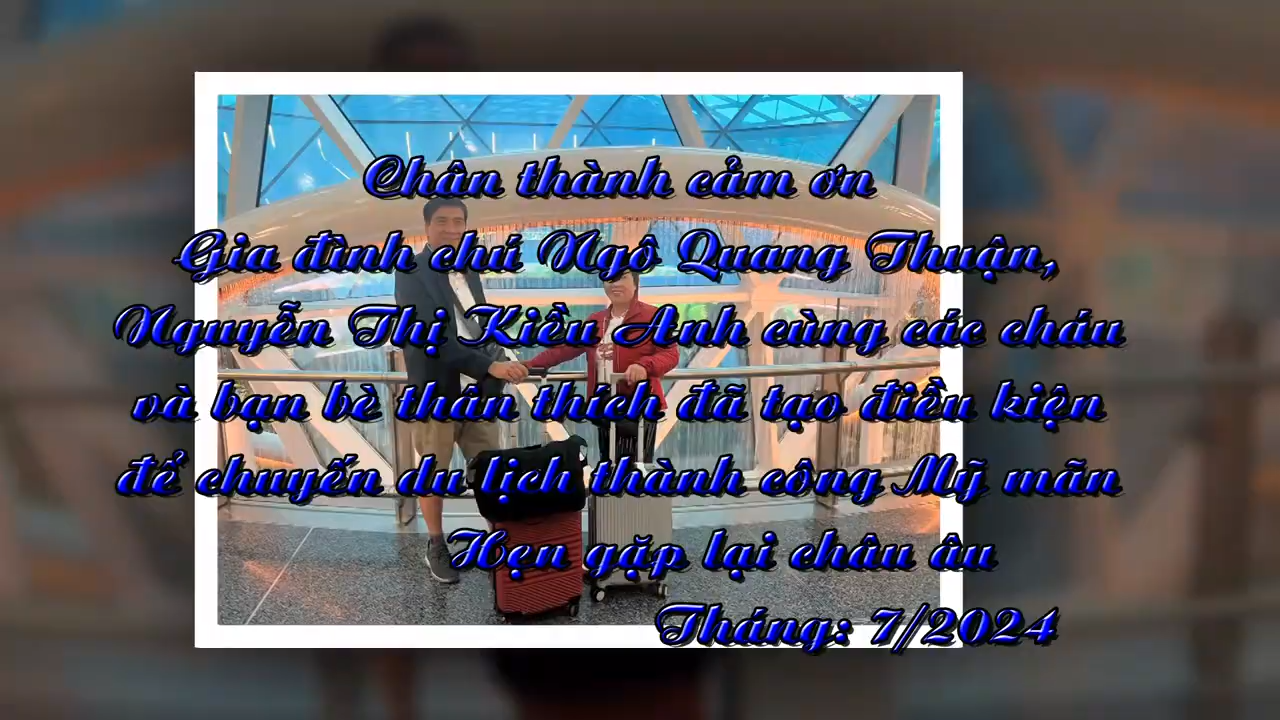 Chân thành cảm ơn
Gia đình chú Ngô Quang Thuận,
Nguyễn Thị Kiều Anh cùng các cháu
và bạn bè thân thích đã tạo điều kiện
để chuyến du lịch thành công Mỹ mãn
Hẹn gặp lại châu âu
Tháng: 7/2024